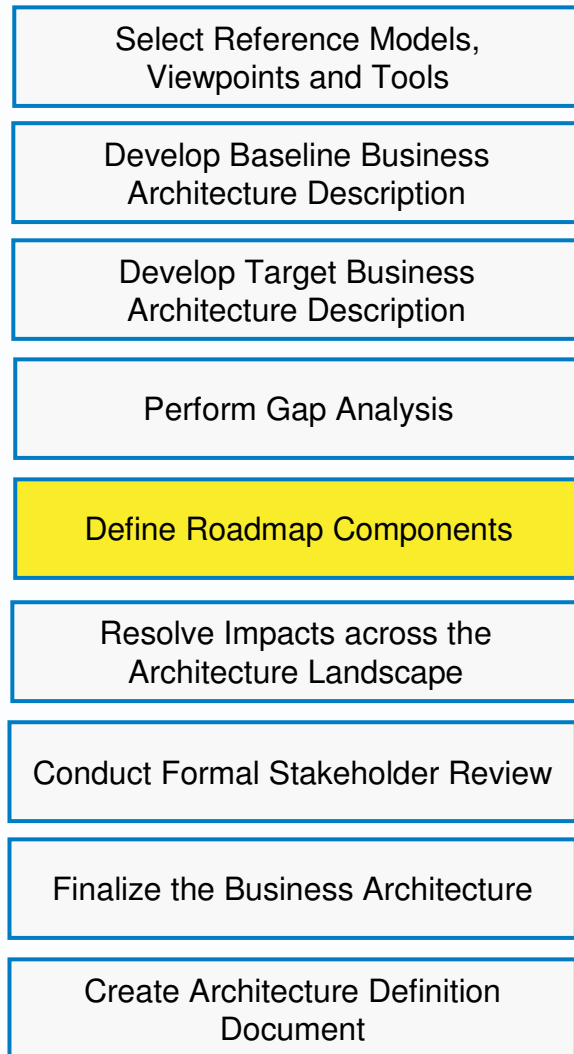 Select Reference Models,
Viewpoints and Tools
Develop Baseline Business
Architecture Description
Develop Target Business
Architecture Description
Perform Gap Analysis
Define Roadmap Components
Resolve Impacts across the
Architecture Landscape
Conduct Formal Stakeholder Review
Finalize the Business Architecture
Create Architecture Definition
Document